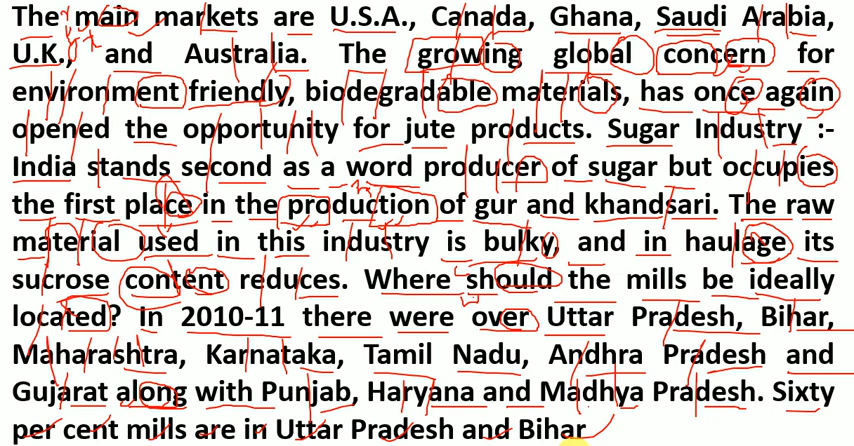 The main markets are U.S.A., Canada, Ghana, Saudi Arabia,
U.K., and Australia. The growing global concern for
environment friendly, biodegradable materials, has once again
opened the opportunity for jute products. Sugar Industry :-
India stands second as a word producer of sugar but occupies
the first place in the production of gur and khandsari. The raw
material used in this industry is bulky, and in haulage its
sucrose content reduces. Where should the mills be ideally
located? In 2010-11 there were over Uttar Pradesh, Bihar,
Maharashtra, Karnataka, Tamil Nadu, Andhra Pradesh and
Gujarat along with Punjab, Haryana and Madhya Pradesh. Sixty
per cent mills are in Uttar Pradesh and Bihar